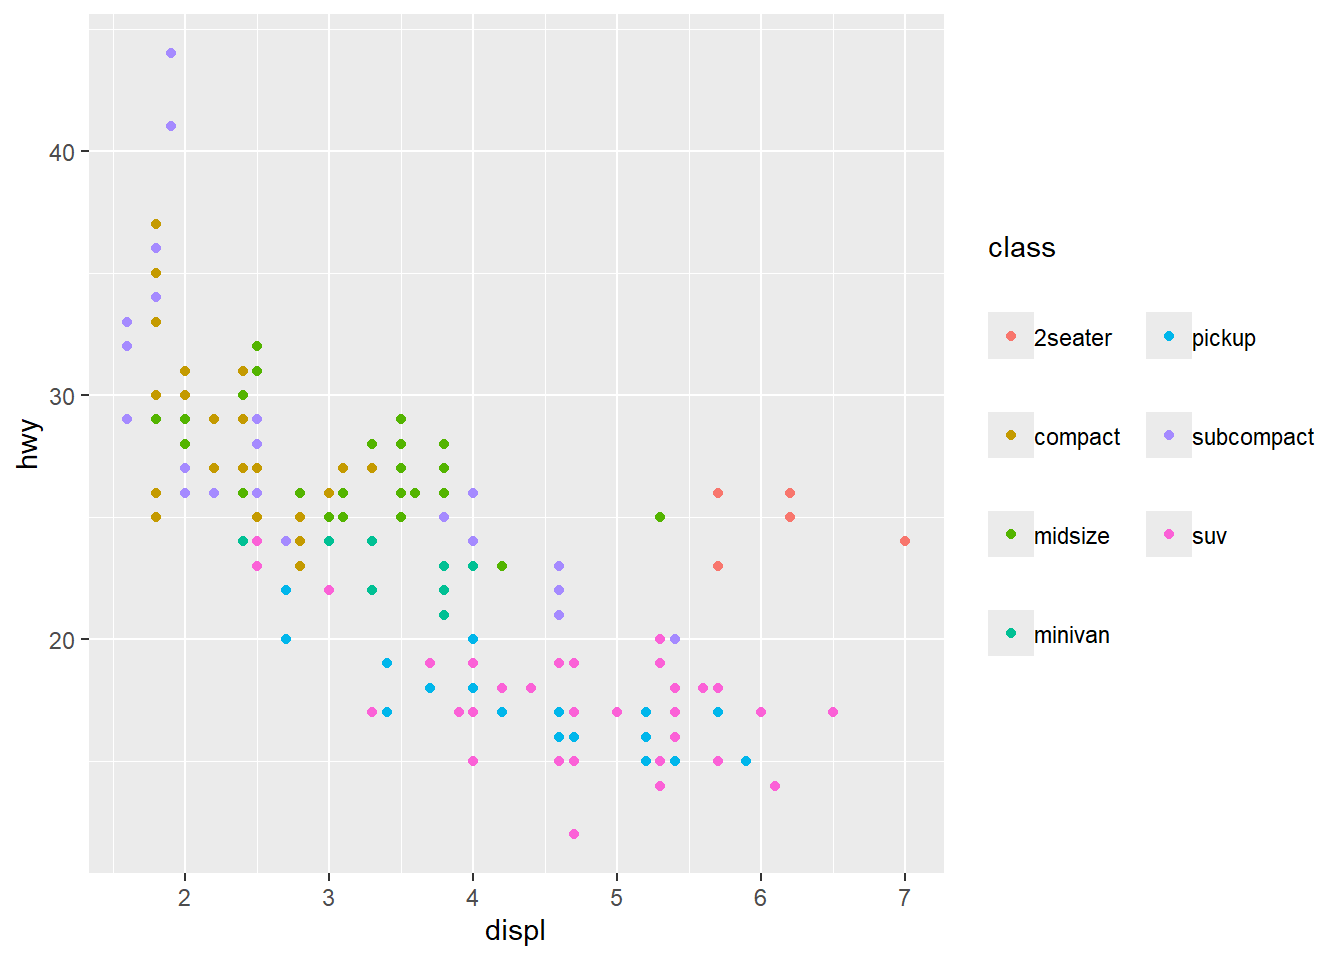 40
30
20
hwy
2 3 4 5 6 7
displ
class
2seater pickup
compact subcompact
midsize suv
minivan